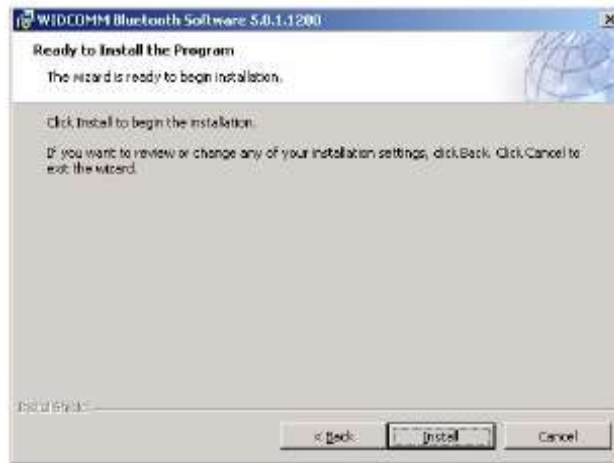 WIDCOMM Bluetooth Software 5.0.1.1200
Ready to Install the Program
The wizard is ready to begin installation.
Click Install to begin the installation.
If you want to review or change any of your installation settings, click Back. Click Cancel to
exit the wizard.
InstallShield
< Back Install Cancel